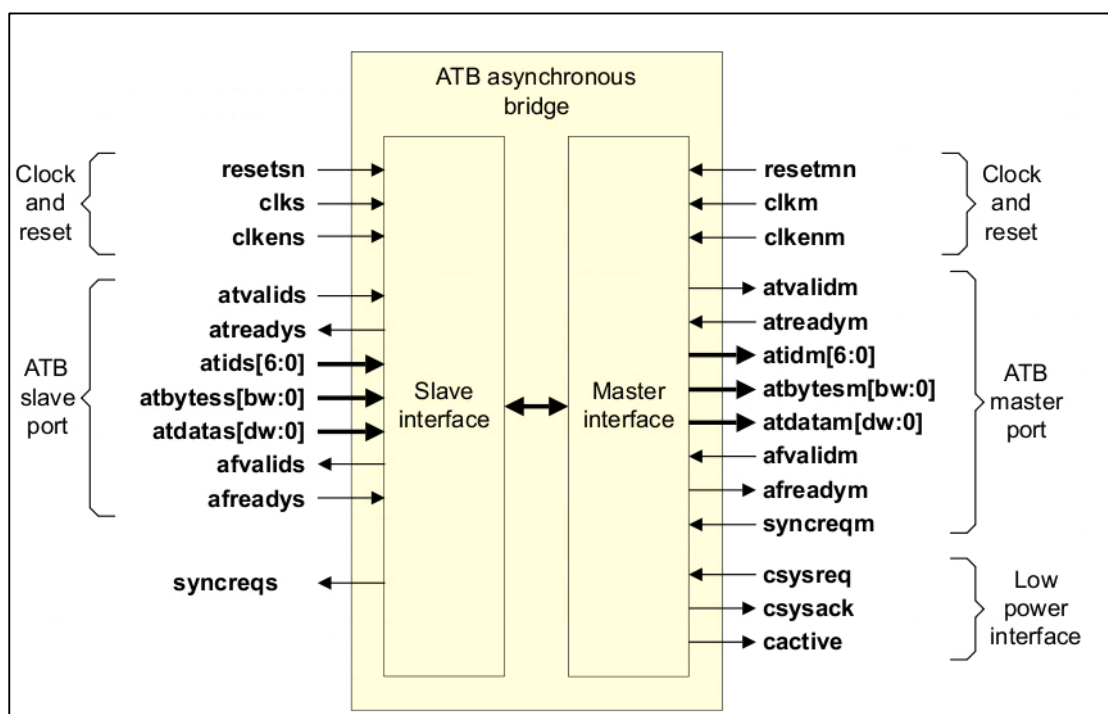 ATB asynchronous
bridge
Clock
and
reset
resetsn
clks
clkens
ATB
slave
port
atvalids
atreadys
atids[6:0]
atbytess[bw:0]
atdatas[dw:0]
afvalids
afreadys
syncreqs
Slave
interface
Master
interface
resetmn
clkm
clkenm
Clock
and
reset
atvalidm
atreadym
atidm[6:0]
atbytesm[bw:0]
atdatam[dw:0]
afvalidm
afreadym
syncreqm
ATB
master
port
csysreq
csysack
cactive
Low
power
interface